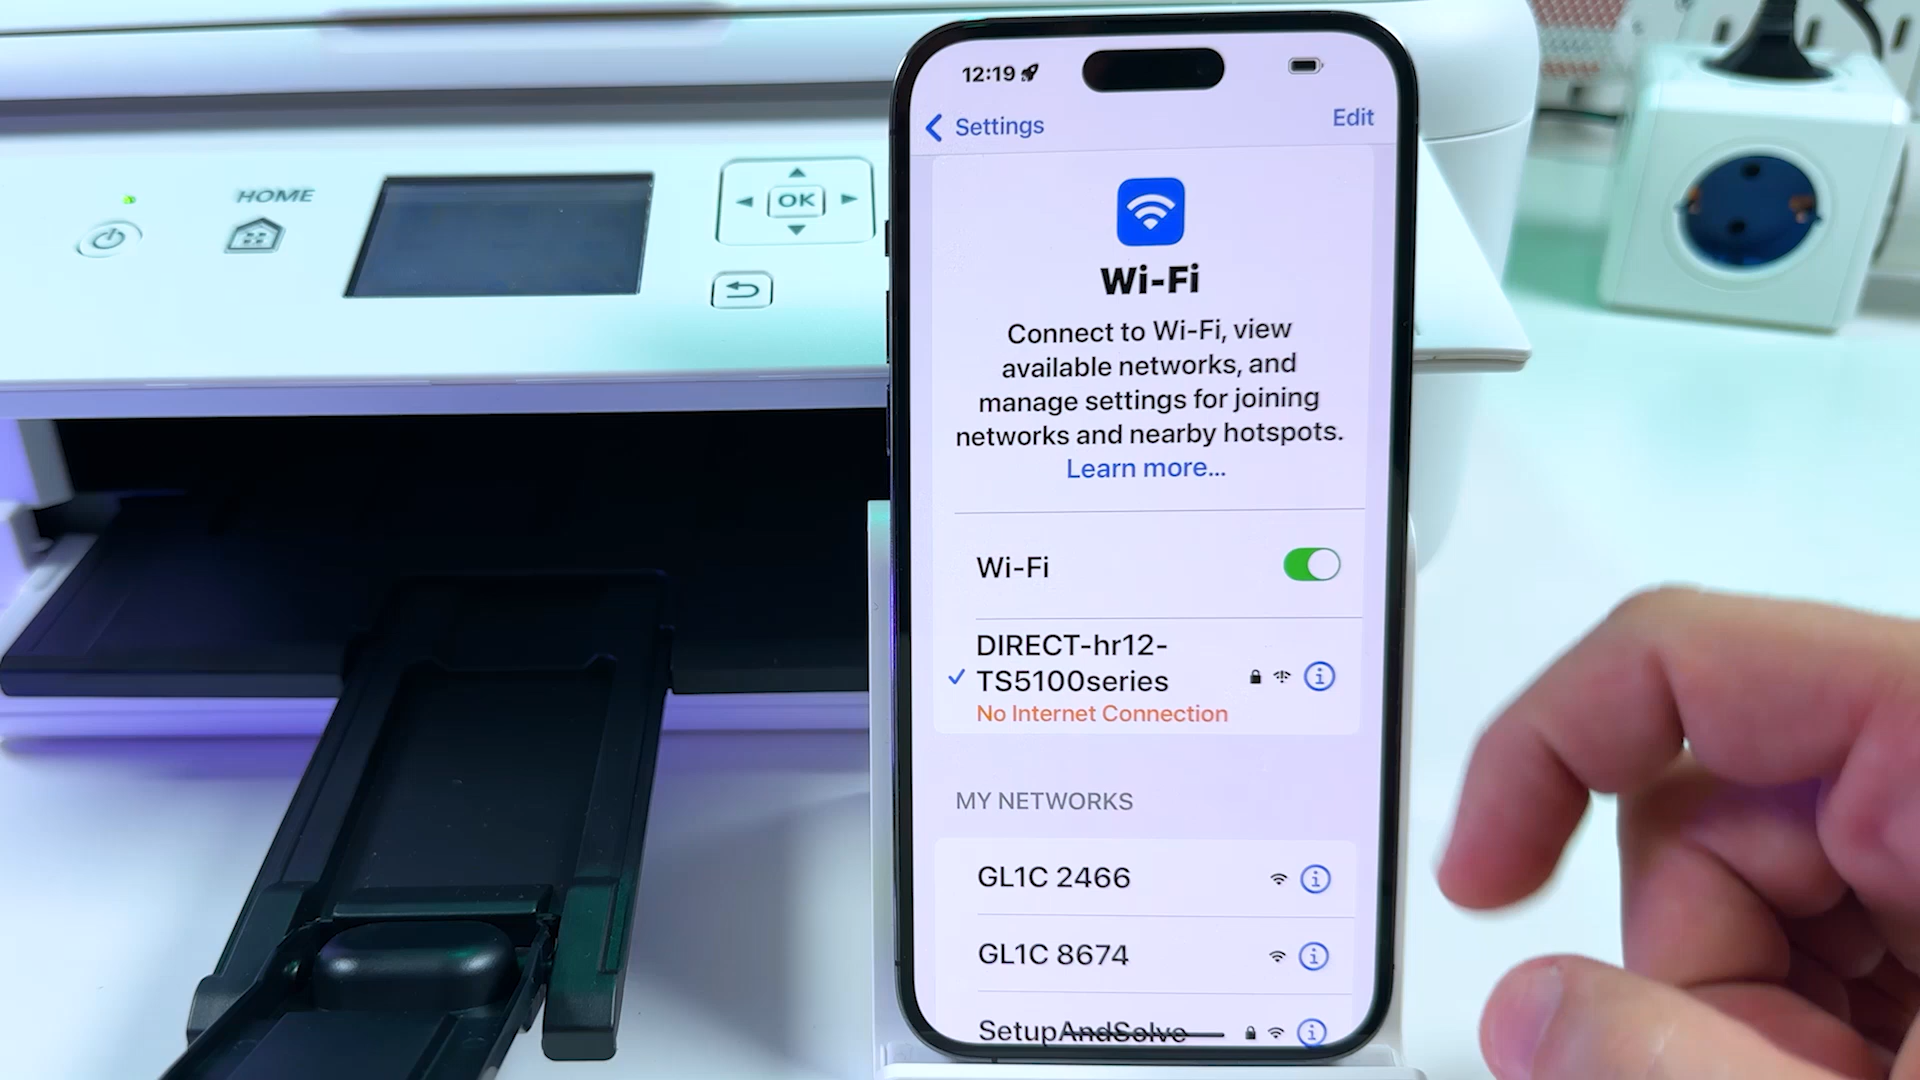 HOME
OK
12:19
Settings
Edit
Wi-Fi
Connect to Wi-Fi, view
available networks, and
manage settings for joining
networks and nearby hotspots.
Learn more...
Wi-Fi
DIRECT-hr12-
TS5100series
No Internet Connection
MY NETWORKS
GL1C 2466
GL1C 8674
SetupAndSolve